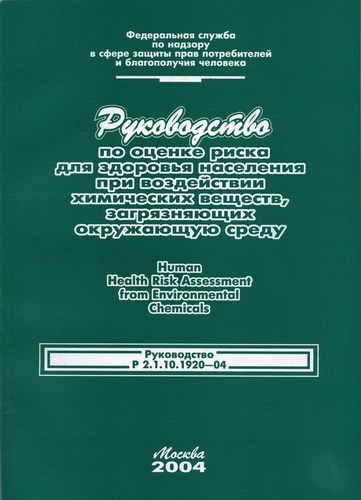 Федеральная служба
по надзору
в сфере защиты прав потребителей
и благополучия человека
Руководство
по оценке риска
для здоровья населения
при воздействии
химических веществ,
загрязняющих
окружающую среду
Human
Health Risk Assessment
from Environmental
Chemicals
Руководство
Р 2.1.10.1920—04
Москва
2004